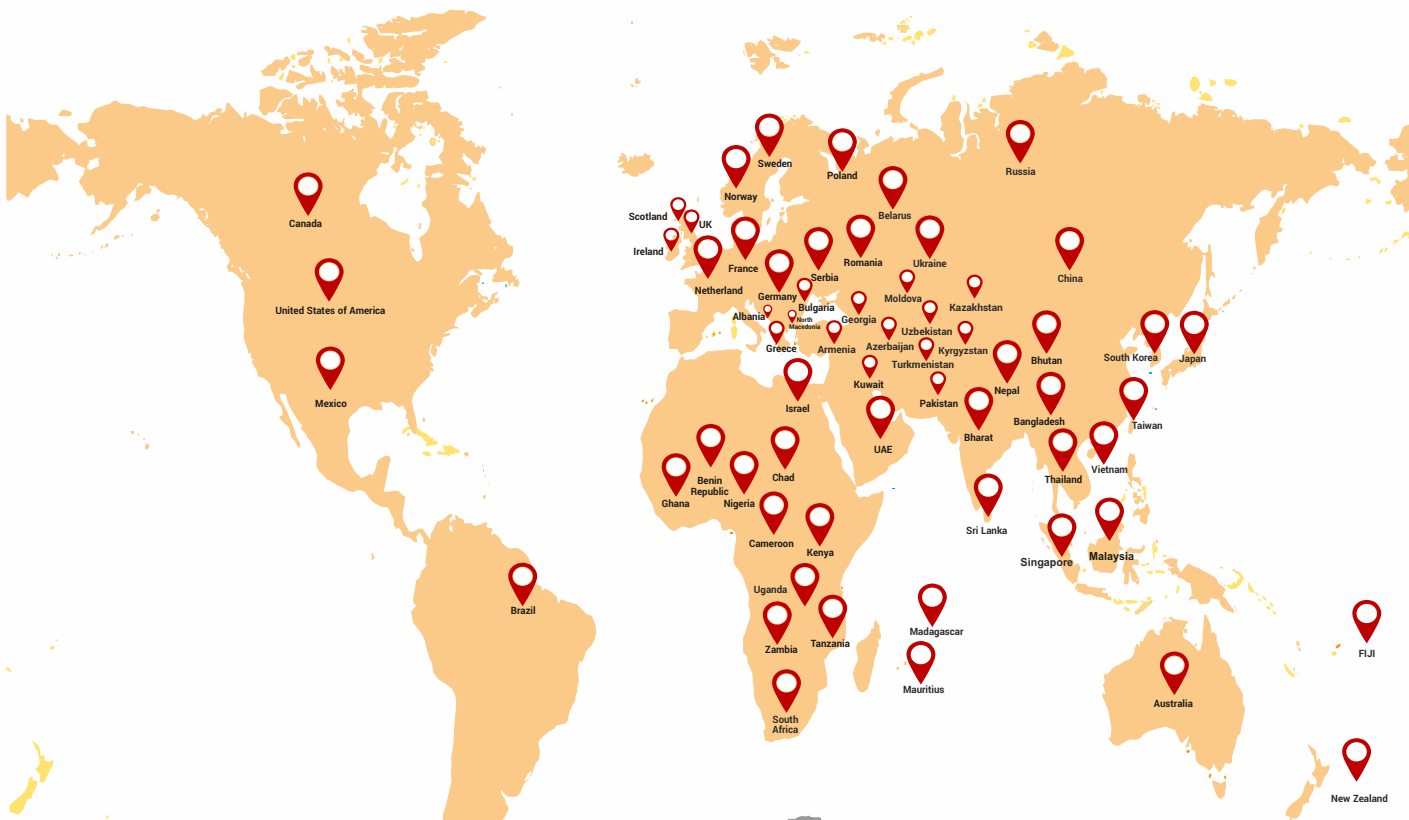 Sweden
Poland
Russia
Norway
Canada
Scotland
UK
Belarus
Ireland
France
Romania
Ukraine
Serbia
China
Netherland
Germany
United States of America
Bulgaria
Moldova
Kazakhstan
Albania
North
Macedonia
Georgia
Uzbekistan
Greece
Armenia
Azerbaijan
Kyrgyzstan
Turkmenistan
Bhutan
South Korea
Japan
Kuwait
Nepal
Mexico
Israel
Pakistan
Bangladesh
Taiwan
Bharat
UAE
Vietnam
Chad
Thailand
Benin
Republic
Ghana
Nigeria
Sri Lanka
Cameroon
Kenya
Malaysia
Singapore
Uganda
Brazil
Madagascar
Tanzania
Zambia
FIJI
Mauritius
Australia
South
Africa
New Zealand